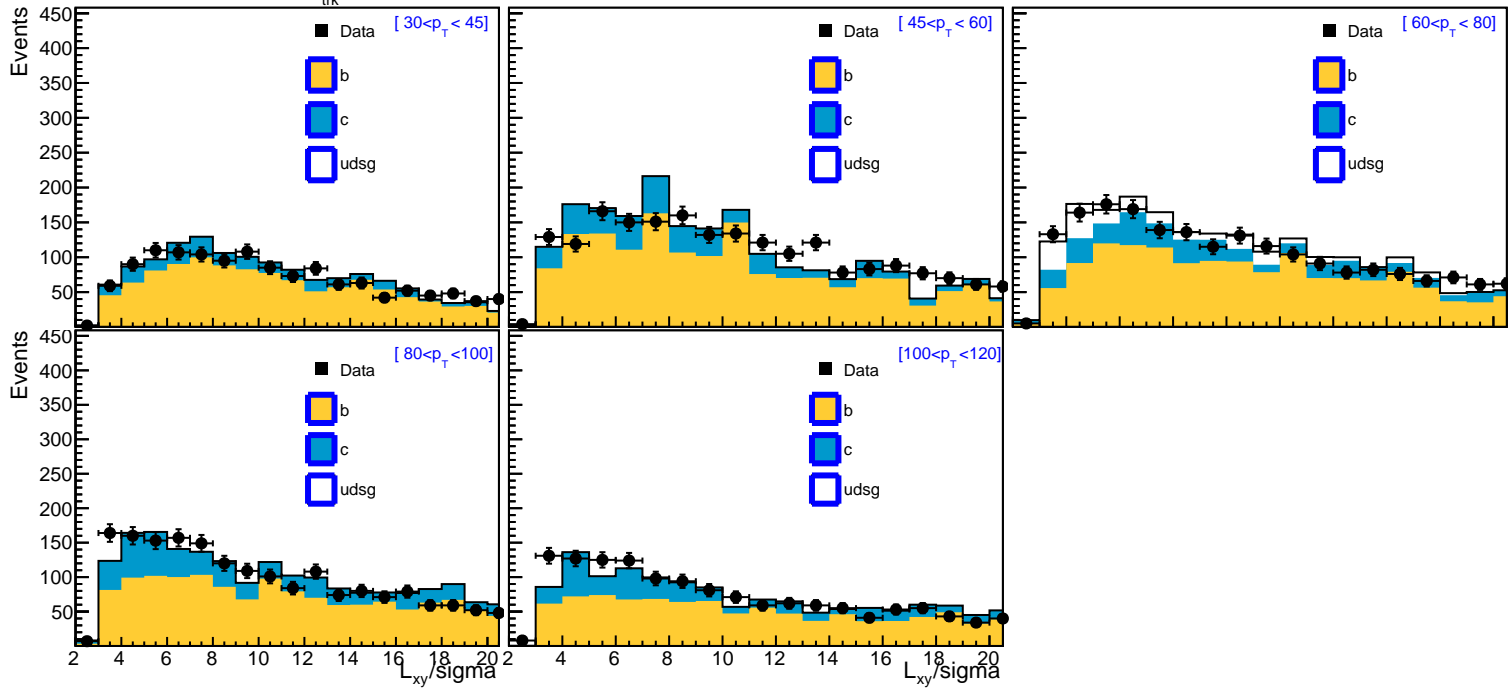 trk
Events
450
400
350
300
250
200
150
100
50
[ 30<p_T < 45]
Data
b
c
udsg
[ 45<p_T < 60]
Data
b
c
udsg
[ 60<p_T < 80]
Data
b
c
udsg
Events
450
400
350
300
250
200
150
100
50
[ 80<p_T <100]
Data
b
c
udsg
2 4 6 8 10 12 14 16 18 20
L_xy/sigma
[100<p_T <120]
Data
b
c
udsg
2 4 6 8 10 12 14 16 18 20
L_xy/sigma